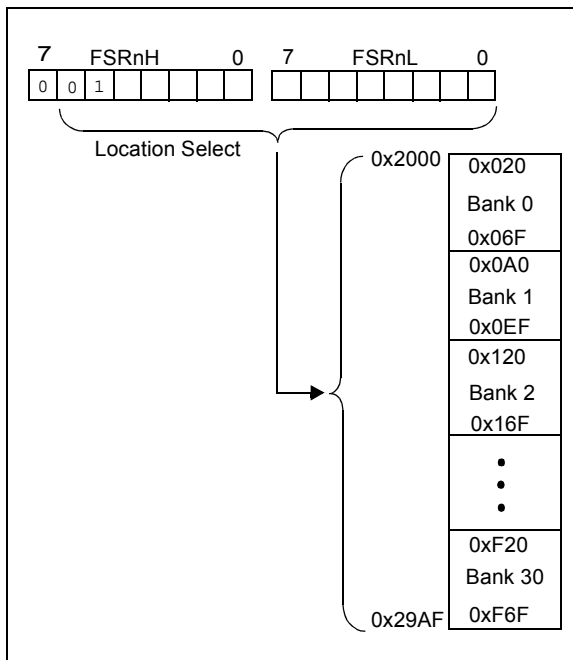 7 FSRnH 0 7 FSRnL 0
0 0 1
Location Select
0x2000
0x020
Bank 0
0x06F
0x0A0
Bank 1
0x0EF
0x120
Bank 2
0x16F
0xF20
Bank 30
0xF6F
0x29AF